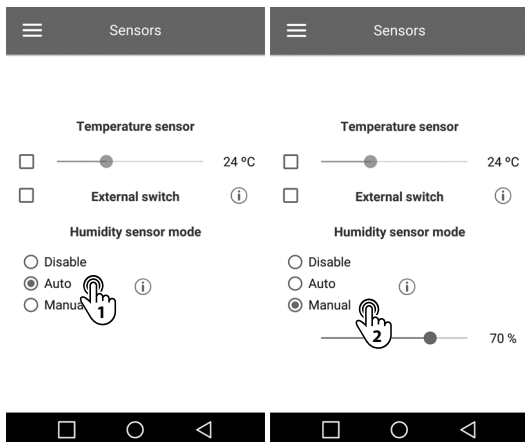 Sensors
Temperature sensor
24 ºC
External switch
i
Humidity sensor mode
Disable
Auto
i
Manual
1
Sensors
Temperature sensor
24 ºC
External switch
i
Humidity sensor mode
Disable
Auto
i
Manual
2
70 %